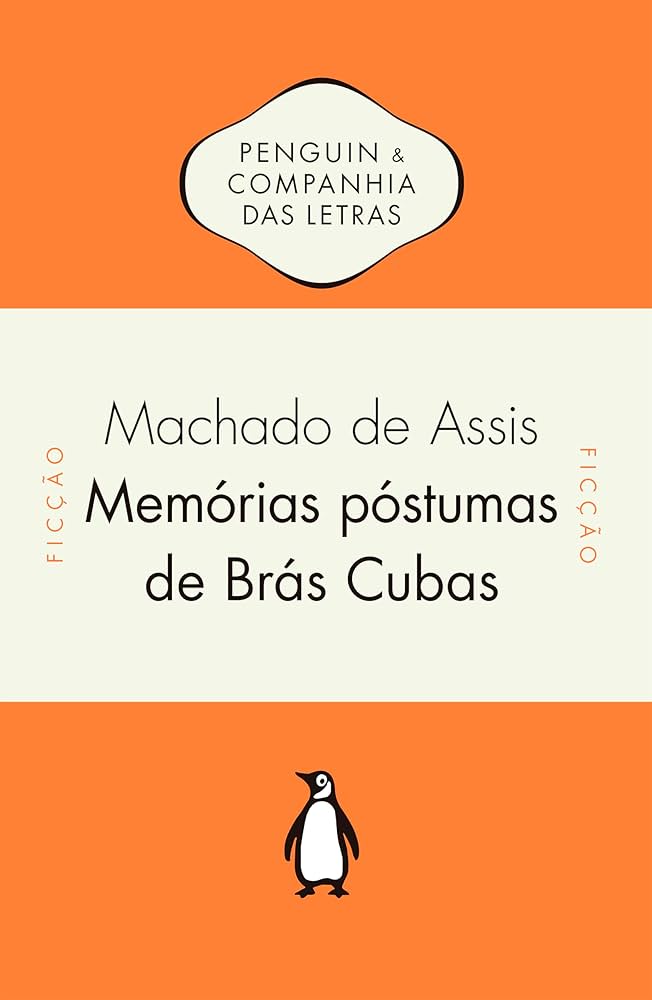 PENGUIN &
COMPANHIA
DAS LETRAS
Machado de Assis
FICÇÃO
Memórias póstumas
de Brás Cubas
FICÇÃO